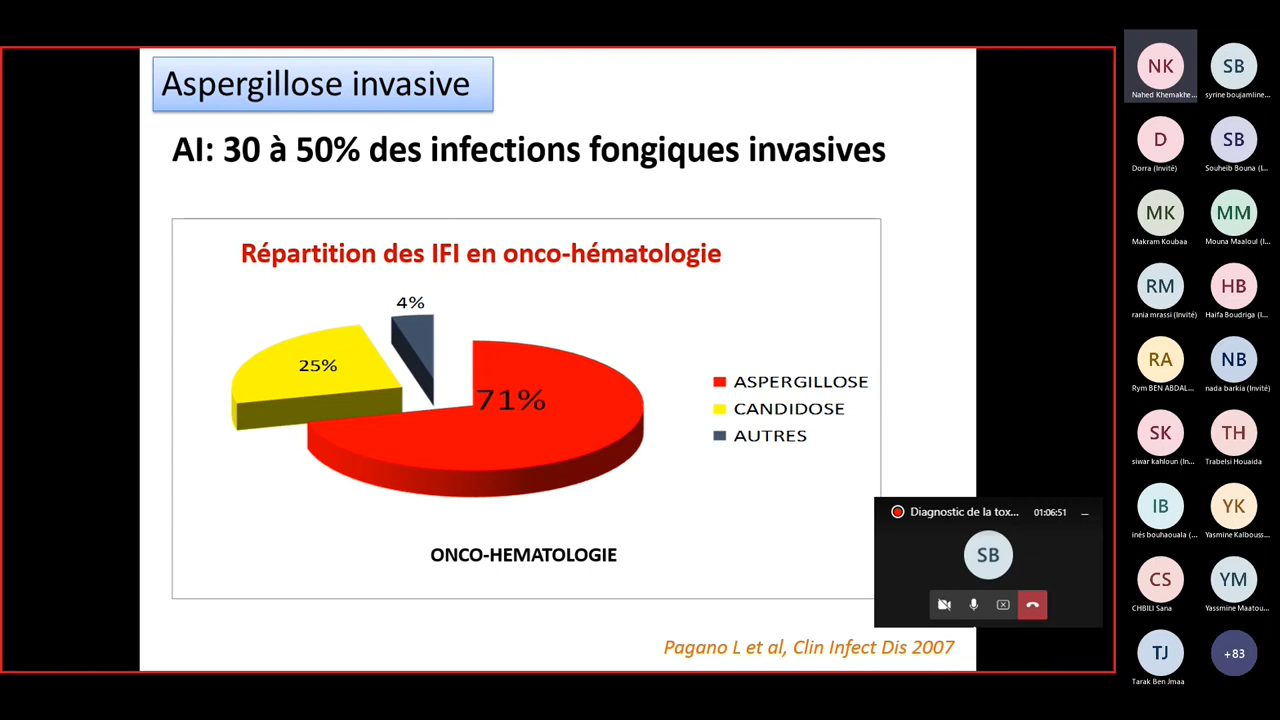 Aspergillose invasive
AI: 30 à 50% des infections fongiques invasives
Répartition des IFI en onco-hématologie
4%
25%
71%
ASPERGILLOSE
CANDIDOSE
AUTRES
ONCO-HEMATOLOGIE
Pagano L et al, Clin Infect Dis 2007
Diagnostic de la tox...
01:06:51
SB
NK
Nahed Khemakhe...
SB
syrine boujamline...
D
Dorra (Invité)
SB
Souheib Bouna (I...
MK
Makram Koubaa
MM
Mouna Maaloul (I...
RM
rania mrassi (Invité)
HB
Haifa Boudriga (I...
RA
Rym BEN ABDAL...
NB
nada barkia (Invité)
SK
siwar kahloun (In...
TH
Trabelsi Houaida
IB
inés bouhaouala (...
YK
Yasmine Kalbouss...
CS
CHBILI Sana
YM
Yassmine Maatou...
TJ
Tarak Ben Jmaa
+83